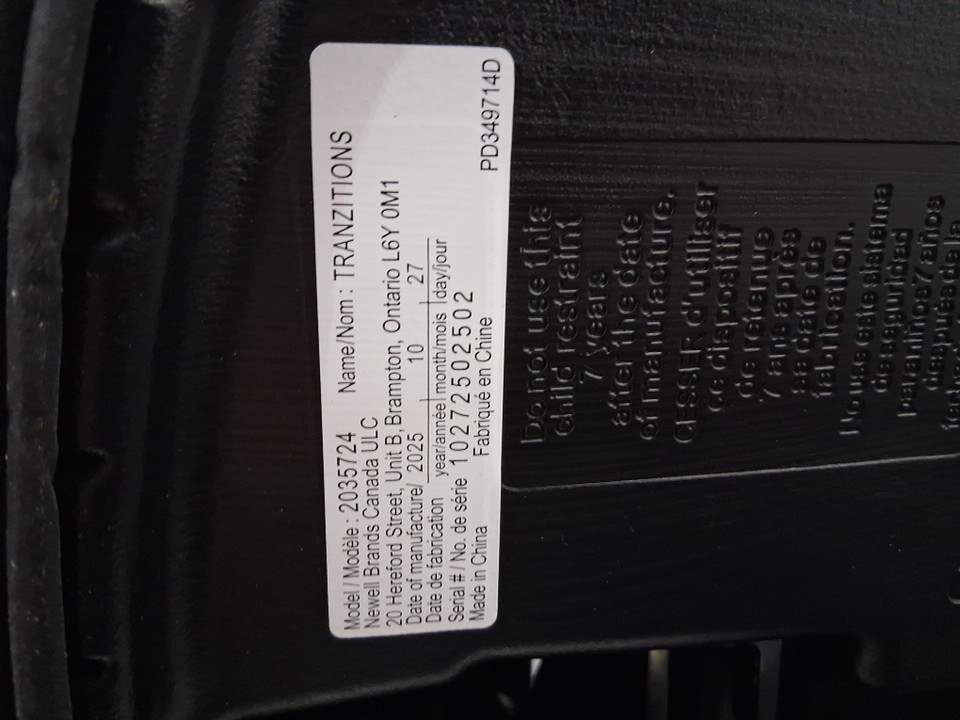 Model / Modèle : 2035724 Name/Nom : TRANZITIONS
Newell Brands Canada ULC
20 Hereford Street, Unit B, Brampton, Ontario L6Y 0M1
Date of manufacture/ 2025 10 27
Date de fabrication year/année month/mois day/jour
Serial # / No. de série 1027250 2502
Made in China Fabriqué en Chine PD349714D
Do not use this
child restraint
7 years
after the date
of manufacture.
CESSER d'utiliser
ce dispositif
de retenue
7 ans après
sa date de
fabrication.
No use este sistema
de seguridad
para niños 7 años
después de la